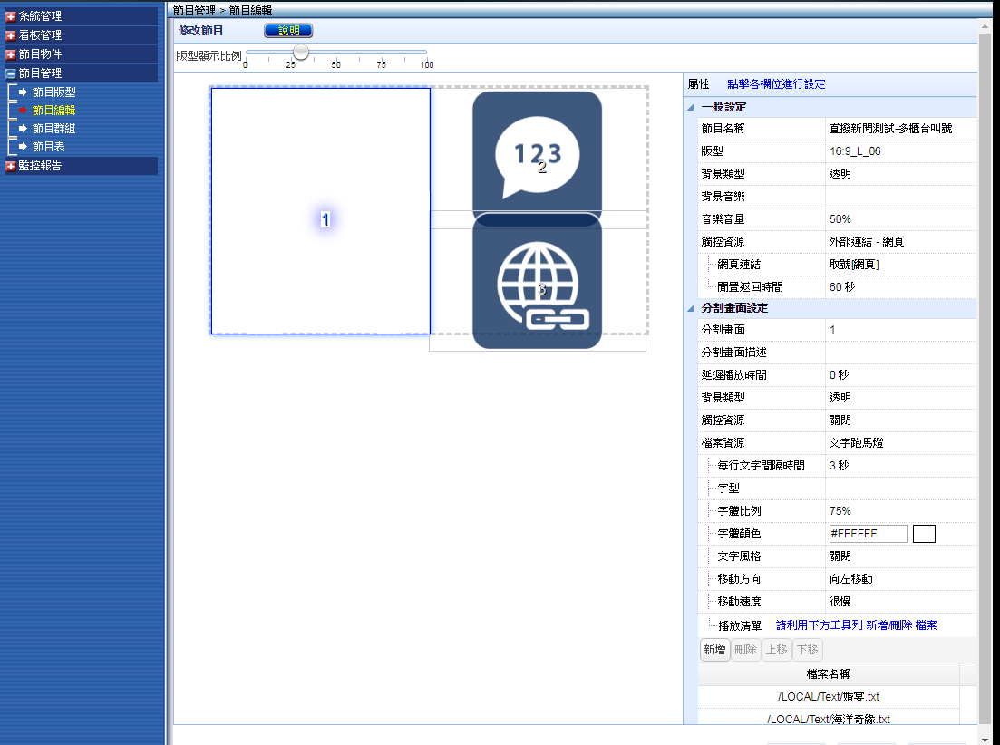 系統管理
看板管理
節目物件
節目管理
節目版型
節目編輯
節目群組
節目表
監控報告
節目管理 > 節目編輯
修改節目 說明
版型顯示比例
0 25 50 75 100
1
123
2
3
屬性 點擊各欄位進行設定
一般設定
節目名稱 直撥新聞測試-多櫃台叫號
版型 16:9_L_06
背景類型 透明
背景音樂
音樂音量 50%
觸控資源 外部連結 - 網頁
網頁連結 取號[網頁]
閒置返回時間 60 秒
分割畫面設定
分割畫面 1
分割畫面描述
延遲播放時間 0 秒
背景類型 透明
觸控資源 關閉
檔案資源 文字跑馬燈
每行文字間隔時間 3 秒
字型
字體比例 75%
字體顏色 #FFFFFF
文字風格 關閉
移動方向 向左移動
移動速度 很慢
播放清單 請利用下方工具列 新增/刪除 檔案
新增 刪除 上移 下移
檔案名稱
/LOCAL/Text/婚宴.txt
/LOCAL/Text/海洋奇緣.txt